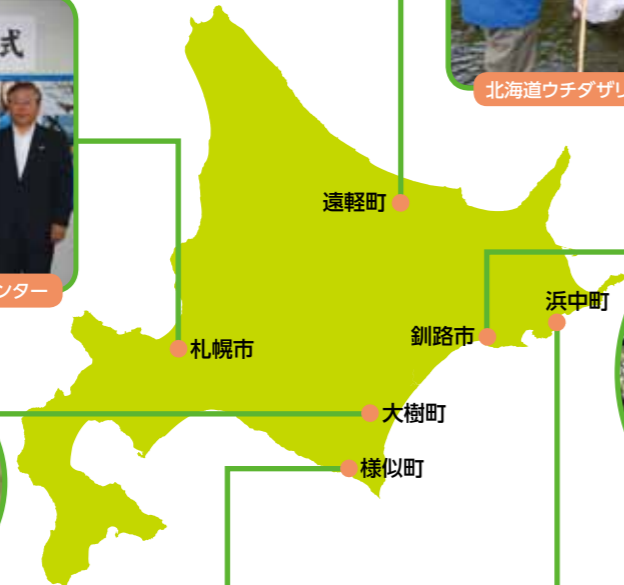 式
北海道ウチダザリ
遠軽町
ンター
浜中町
釧路市
札幌市
大樹町
様似町